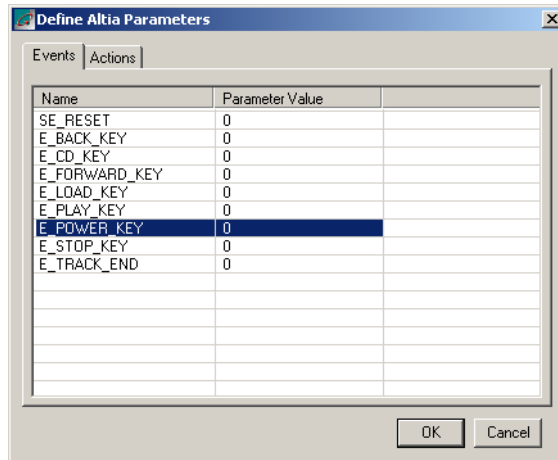 Define Altia Parameters
Events Actions
Name Parameter Value
SE_RESET 0
E_BACK_KEY 0
E_CD_KEY 0
E_FORWARD_KEY 0
E_LOAD_KEY 0
E_PLAY_KEY 0
E_POWER_KEY 0
E_STOP_KEY 0
E_TRACK_END 0
OK Cancel